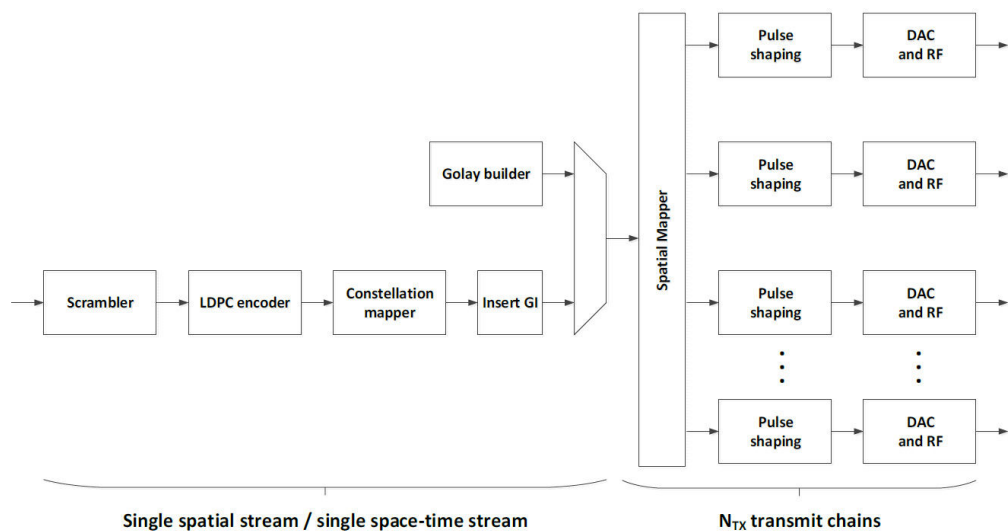 Pulse
shaping
DAC
and RF
Pulse
shaping
DAC
and RF
Golay builder
Spatial Mapper
Scrambler
LDPC encoder
Constellation
mapper
Insert GI
Pulse
shaping
DAC
and RF
Pulse
shaping
DAC
and RF
Single spatial stream / single space-time stream
NTX transmit chains